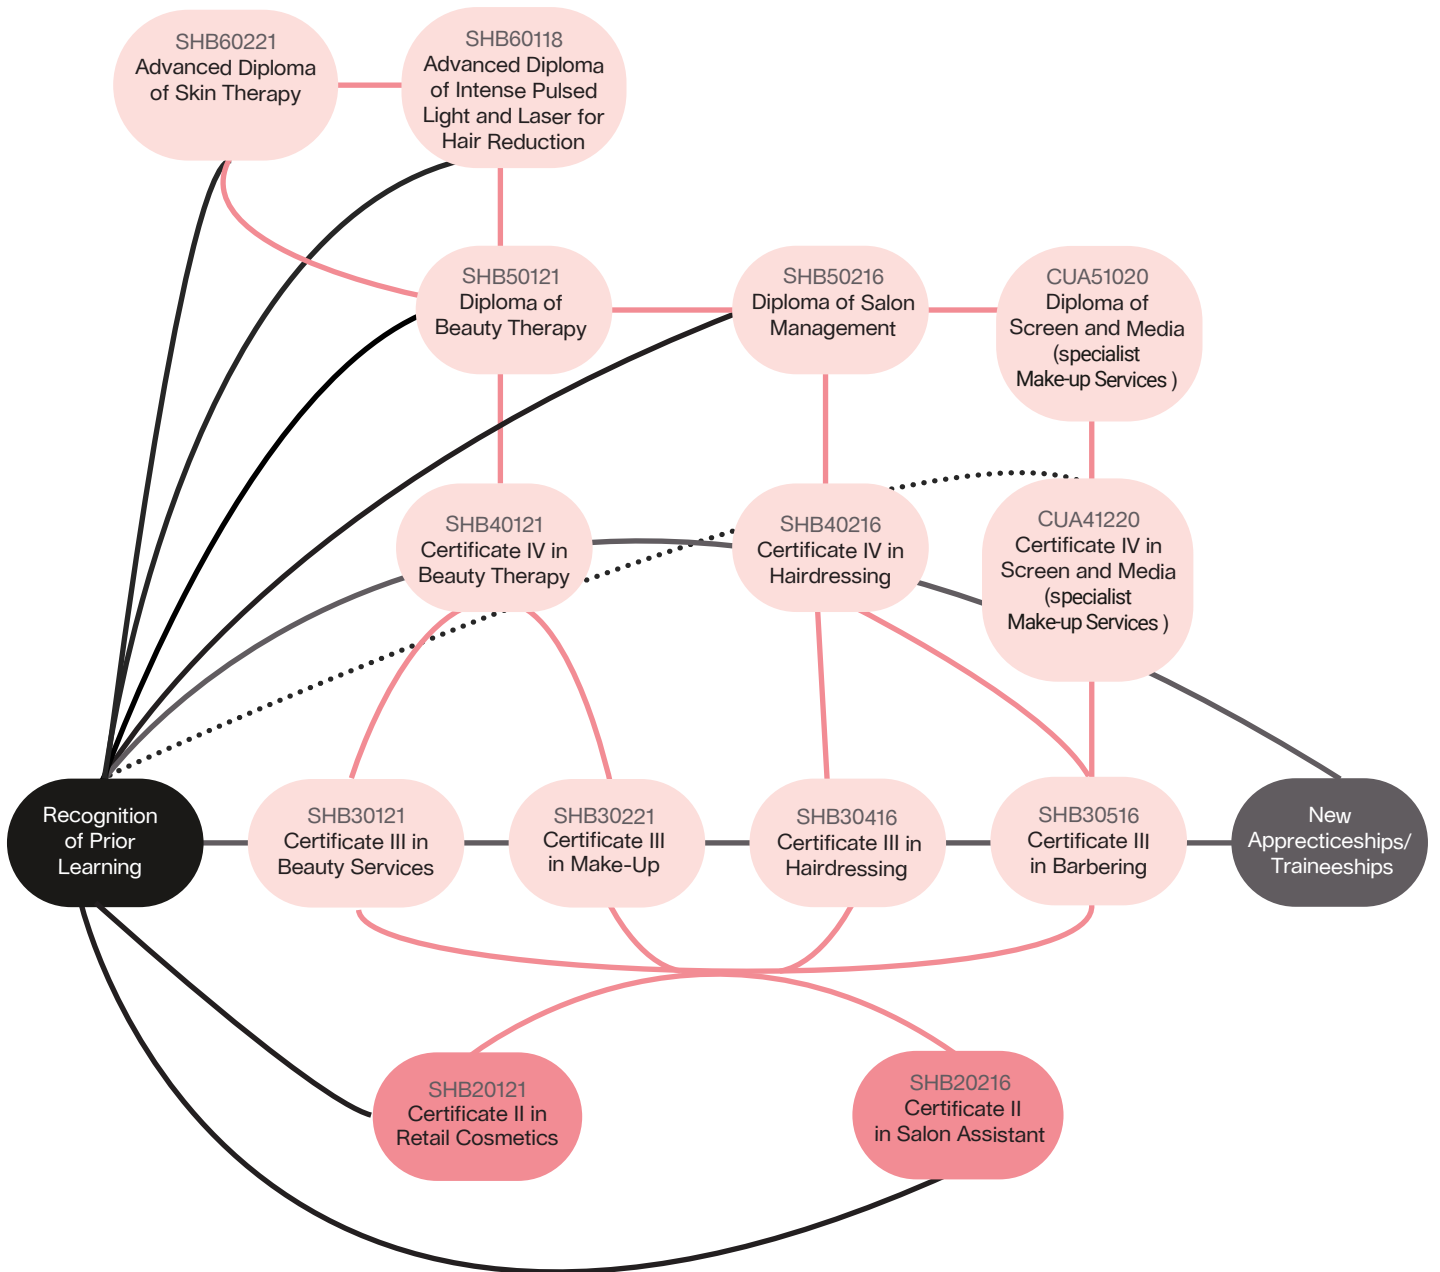 SHB60221
Advanced Diploma
of Skin Therapy
SHB60118
Advanced Diploma
of Intense Pulsed
Light and Laser for
Hair Reduction
SHB50121
Diploma of
Beauty Therapy
SHB50216
Diploma of Salon
Management
CUA51020
Diploma of
Screen and Media
(specialist
Make-up Services )
SHB40121
Certificate IV in
Beauty Therapy
SHB40216
Certificate IV in
Hairdressing
CUA41220
Certificate IV in
Screen and Media
(specialist
Make-up Services )
Recognition
of Prior
Learning
SHB30121
Certificate III in
Beauty Services
SHB30221
Certificate III
in Make-Up
SHB30416
Certificate III in
Hairdressing
SHB30516
Certificate III
in Barbering
New
Apprecticeships/
Traineeships
SHB20121
Certificate II in
Retail Cosmetics
SHB20216
Certificate II
in Salon Assistant